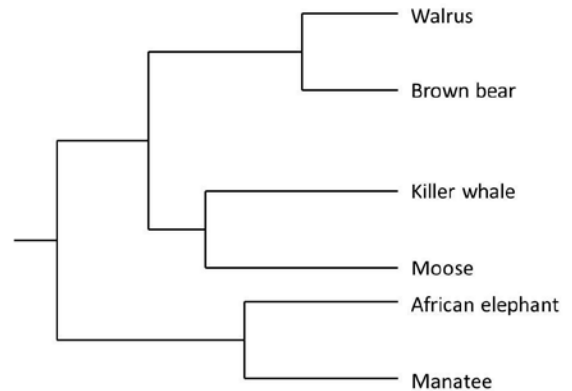 Walrus
Brown bear
Killer whale
Moose
African elephant
Manatee